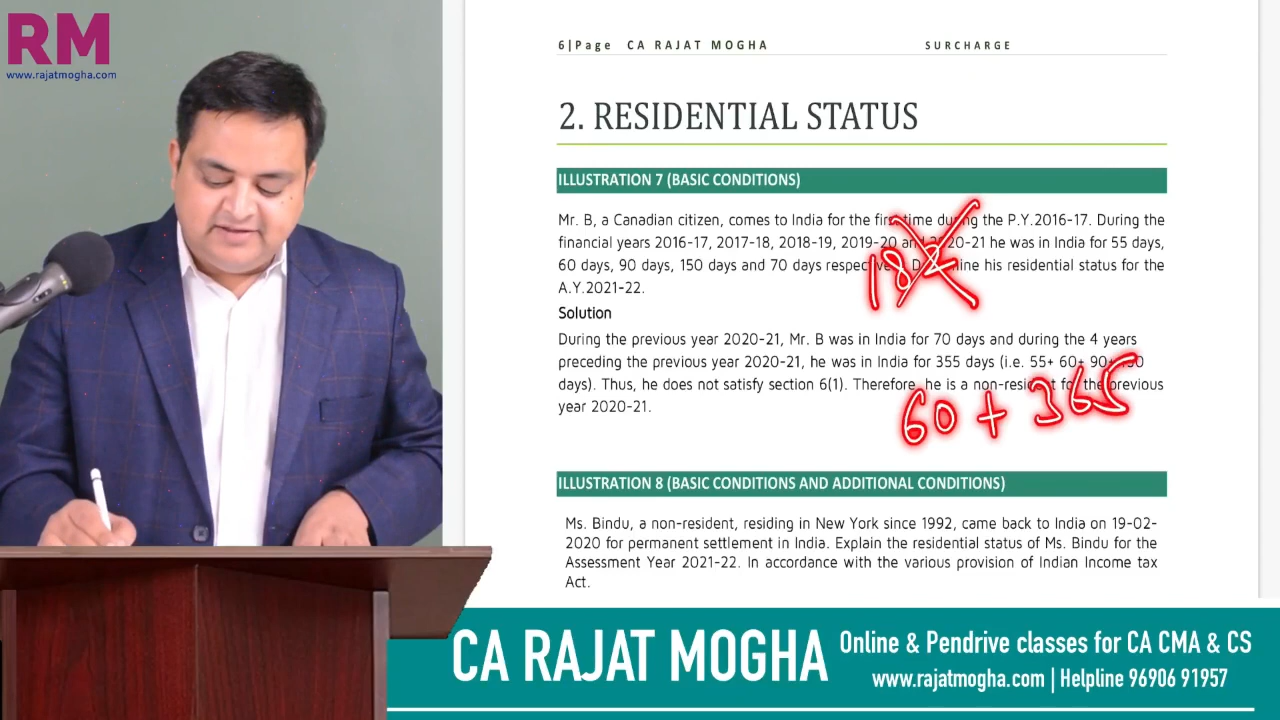 RM
www.rajatmogha.com
6|Page CA RAJAT MOGHA SURCHARGE
2. RESIDENTIAL STATUS
ILLUSTRATION 7 (BASIC CONDITIONS)
Mr. B, a Canadian citizen, comes to India for the first time during the P.Y.2016-17. During the
financial years 2016-17, 2017-18, 2018-19, 2019-20 and 2020-21 he was in India for 55 days,
60 days, 90 days, 150 days and 70 days respectively. Determine his residential status for the
A.Y.2021-22.
182
Solution
During the previous year 2020-21, Mr. B was in India for 70 days and during the 4 years
preceding the previous year 2020-21, he was in India for 355 days (i.e. 55+ 60+ 90+ 150
days). Thus, he does not satisfy section 6(1). Therefore, he is a non-resident for the previous
year 2020-21.
60 + 365
ILLUSTRATION 8 (BASIC CONDITIONS AND ADDITIONAL CONDITIONS)
Ms. Bindu, a non-resident, residing in New York since 1992, came back to India on 19-02-
2020 for permanent settlement in India. Explain the residential status of Ms. Bindu for the
Assessment Year 2021-22. In accordance with the various provision of Indian Income tax
Act.
CA RAJAT MOGHA
Online & Pendrive classes for CA CMA & CS
www.rajatmogha.com | Helpline 96906 91957